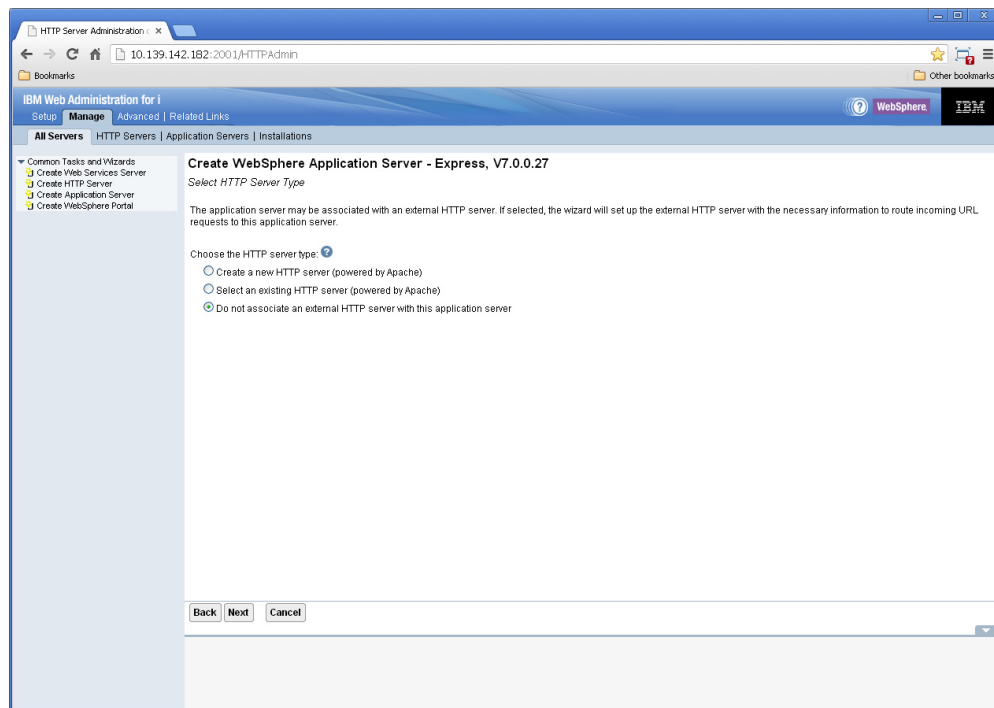 HTTP Server Administration
10.139.142.182:2001/HTTPAdmin
Bookmarks
Other bookmarks
IBM Web Administration for i
WebSphere.
IBM
Setup Manage Advanced | Related Links
All Servers HTTP Servers | Application Servers | Installations
Common Tasks and Wizards
Create Web Services Server
Create HTTP Server
Create Application Server
Create WebSphere Portal
Create WebSphere Application Server - Express, V7.0.0.27
Select HTTP Server Type
The application server may be associated with an external HTTP server. If selected, the wizard will set up the external HTTP server with the necessary information to route incoming URL
requests to this application server.
Choose the HTTP server type: ?
Create a new HTTP server (powered by Apache)
Select an existing HTTP server (powered by Apache)
Do not associate an external HTTP server with this application server
Back Next Cancel